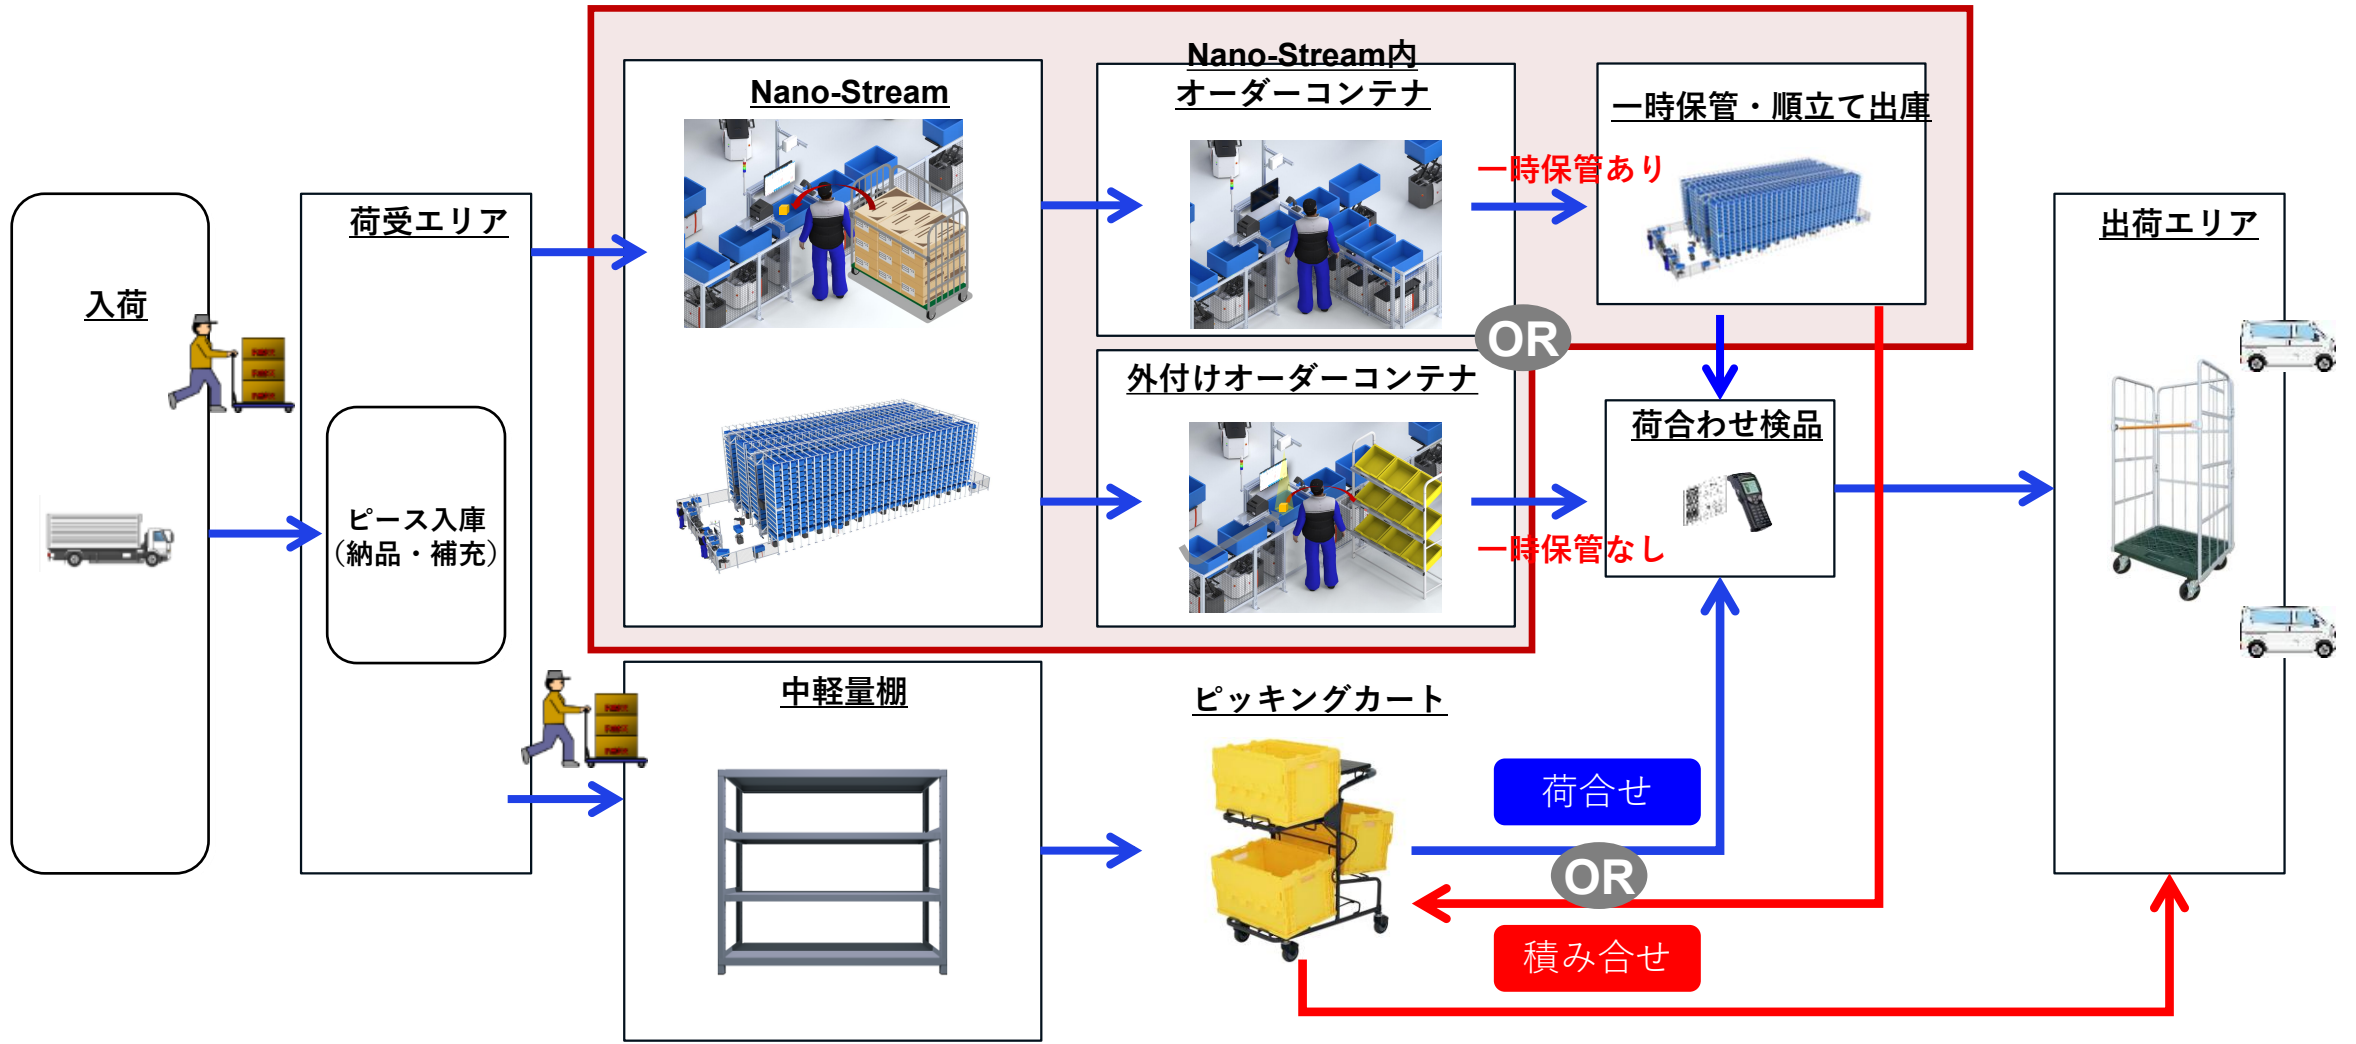 入荷
荷受エリア
ピース入庫
（納品・補充）
Nano-Stream
Nano-Stream内
オーダーコンテナ
一時保管あり
一時保管・順立て出庫
OR
外付けオーダーコンテナ
一時保管なし
荷合わせ検品
出荷エリア
中軽量棚
ピッキングカート
荷合せ
OR
積み合せ